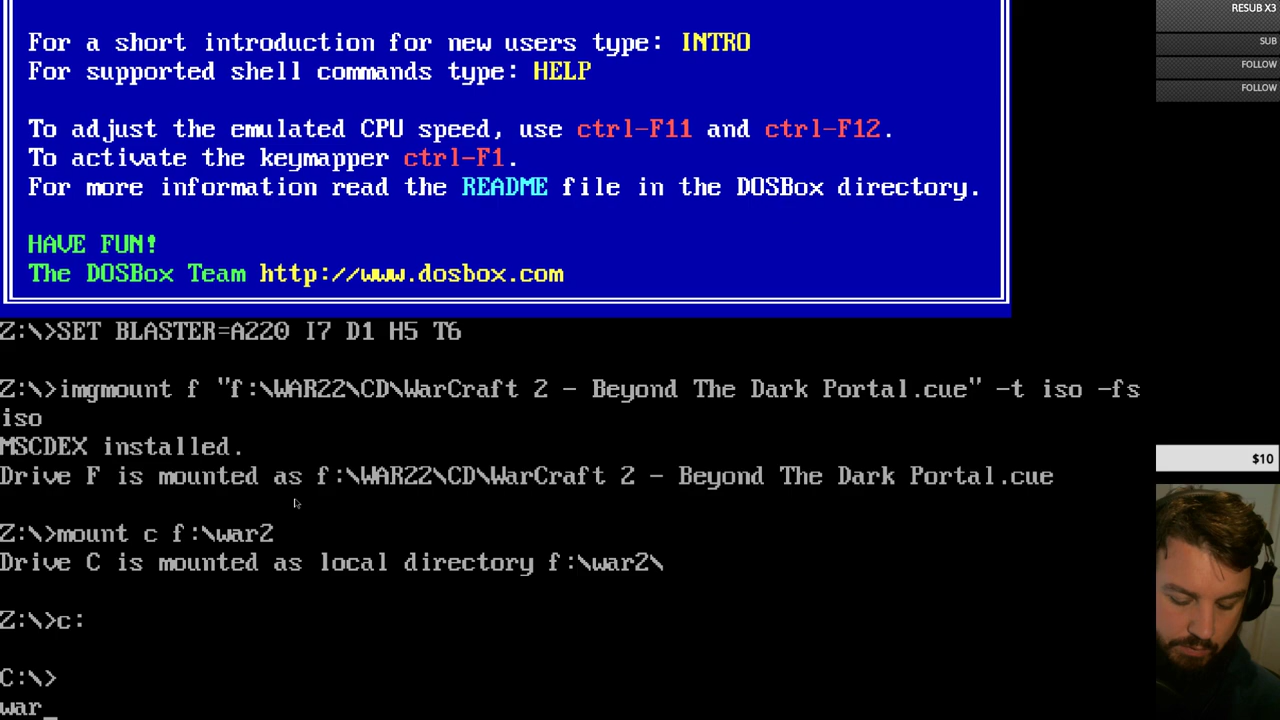 RESUB X3
SUB
FOLLOW
FOLLOW
For a short introduction for new users type: INTRO
For supported shell commands type: HELP
To adjust the emulated CPU speed, use ctrl-F11 and ctrl-F12.
To activate the keymapper ctrl-F1.
For more information read the README file in the DOSBox directory.
HAVE FUN!
The DOSBox Team http://www.dosbox.com
Z:\>SET BLASTER=A220 I7 D1 H5 T6
Z:\>imgmount f "f:\WAR22\CD\WarCraft 2 - Beyond The Dark Portal.cue" -t iso -fs
iso
MSCDEX installed.
Drive F is mounted as f:\WAR22\CD\WarCraft 2 - Beyond The Dark Portal.cue
Z:\>mount c f:\war2
Drive C is mounted as local directory f:\war2\
Z:\>c:
C:\>
war_
$10